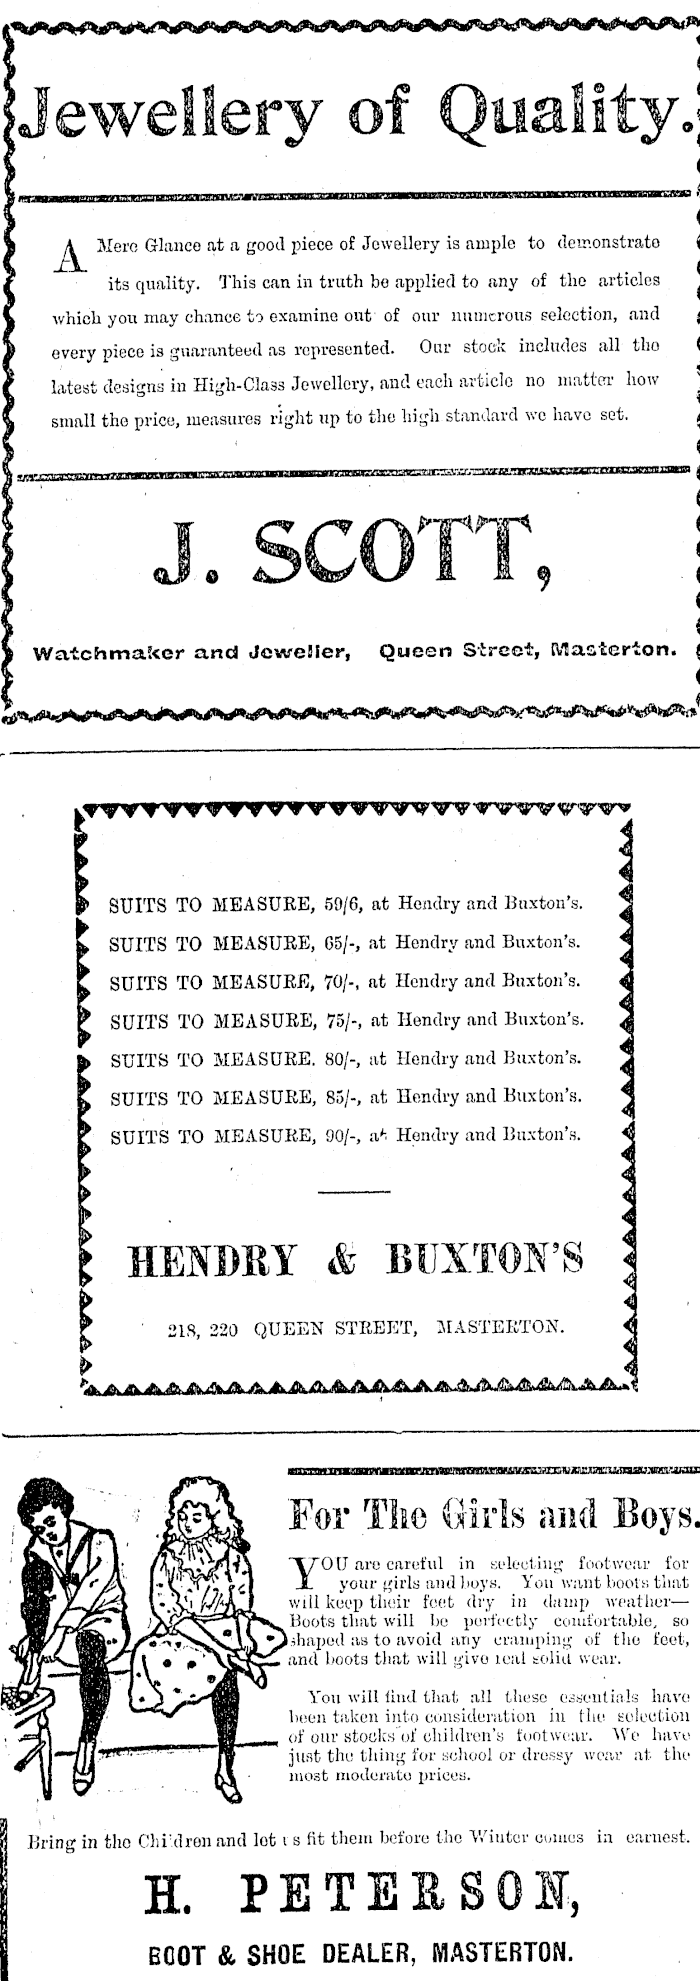 Jewellery of Quality.
A Mere Glance at a good piece of Jewellery is ample to demonstrate
its quality. This can in truth be applied to any of the articles
which you may chance to examine out of our numerous selection, and
every piece is guaranteed as represented. Our stock includes all the
latest designs in High-Class Jewellery, and each article no matter how
small the price, measures right up to the high standard we have set.
J. SCOTT,
Watchmaker and Jeweller, Queen Street, Masterton.
SUITS TO MEASURE, 59/6, at Hendry and Buxton's.
SUITS TO MEASURE, 65/-, at Hendry and Buxton's.
SUITS TO MEASURE, 70/-, at Hendry and Buxton's.
SUITS TO MEASURE, 75/-, at Hendry and Buxton's.
SUITS TO MEASURE. 80/-, at Hendry and Buxton's.
SUITS TO MEASURE, 85/-, at Hendry and Buxton's.
SUITS TO MEASURE, 90/-, at Hendry and Buxton's.
HENDRY & BUXTON'S
218, 220 QUEEN STREET, MASTERTON.
For The Girls and Boys.
YOU are careful in selecting footwear for
your girls and boys. You want boots that
will keep their feet dry in damp weather—
Boots that will be perfectly comfortable, so
shaped as to avoid any cramping of the feet,
and boots that will give real solid wear.
You will find that all these essentials have
been taken into consideration in the selection
of our stocks of children's footwear. We have
just the thing for school or dressy wear at the
most moderate prices.
Bring in the Children and let us fit them before the Winter comes in earnest.
H. PETERSON,
BOOT & SHOE DEALER, MASTERTON.